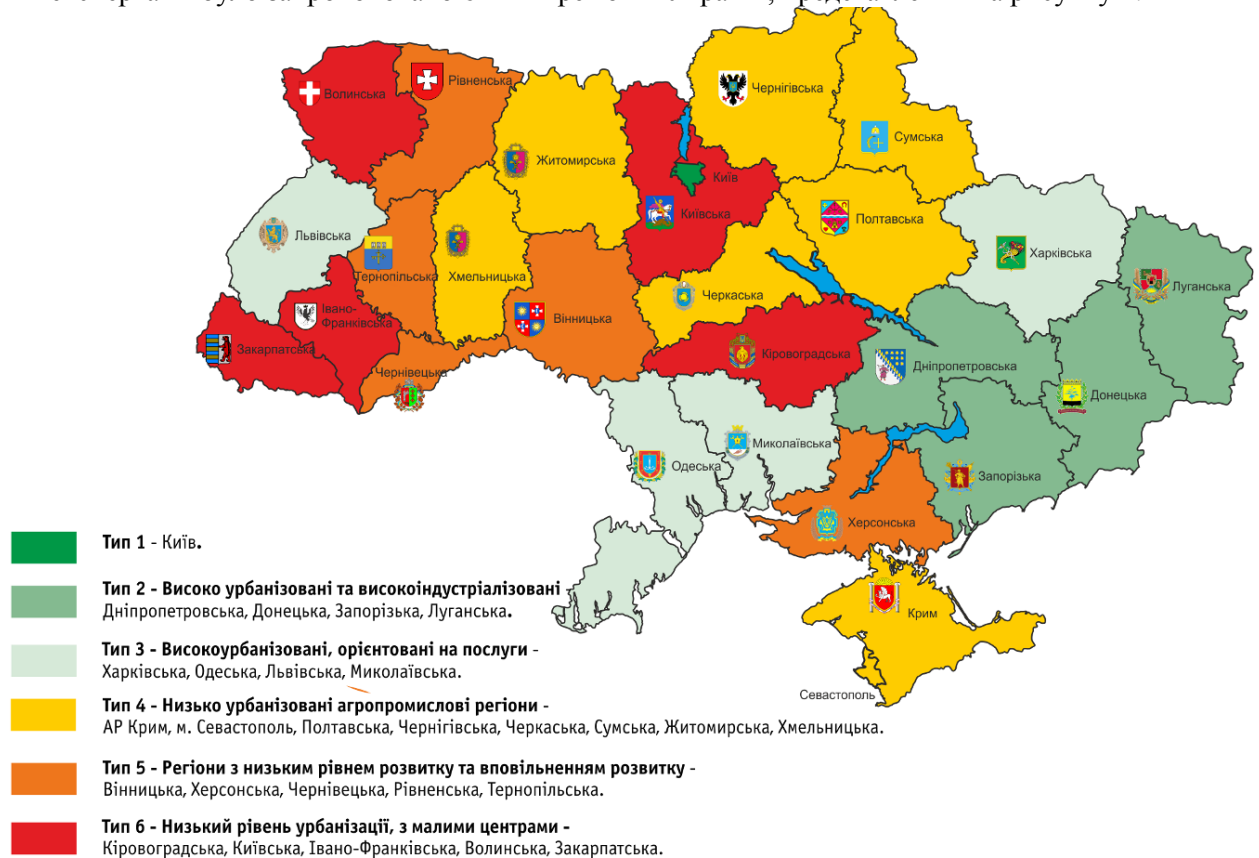 Волинська
Рівненська
Житомирська
Київ
Київська
Чернігівська
Сумська
Львівська
Тернопільська
Хмельницька
Вінницька
Черкаська
Полтавська
Харківська
Луганська
Івано-
Франківська
Закарпатська
Чернівецька
Кіровоградська
Дніпропетровська
Донецька
Одеська
Миколаївська
Запорізька
Херсонська
Крим
Севастополь
Тип 1 - Київ.
Тип 2 - Високо урбанізовані та високоіндустріалізовані
Дніпропетровська, Донецька, Запорізька, Луганська.
Тип 3 - Високоурбанізовані, орієнтовані на послуги -
Харківська, Одеська, Львівська, Миколаївська.
Тип 4 - Низько урбанізовані агропромислові регіони -
АР Крим, м. Севастополь, Полтавська, Чернігівська, Черкаська, Сумська, Житомирська, Хмельницька.
Тип 5 - Регіони з низьким рівнем розвитку та вповільненням розвитку -
Вінницька, Херсонська, Чернівецька, Рівненська, Тернопільська.
Тип 6 - Низький рівень урбанізації, з малими центрами -
Кіровоградська, Київська, Івано-Франківська, Волинська, Закарпатська.